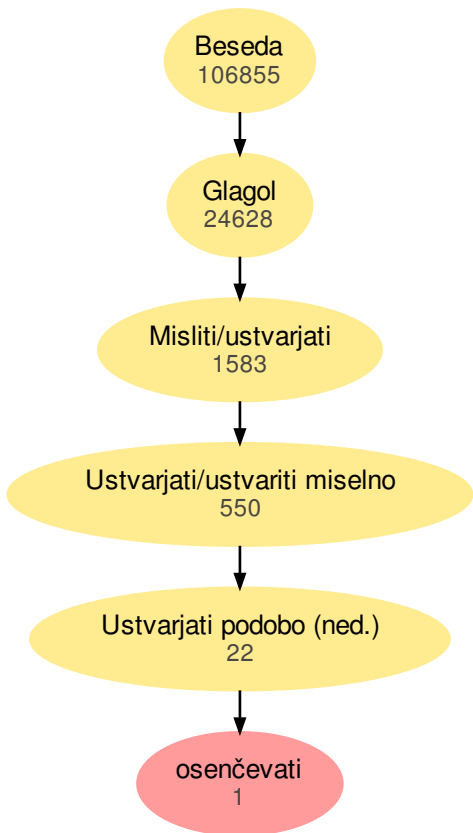 Beseda
106855
Glagol
24628
Misliti/ustvarjati
1583
Ustvarjati/ustvariti miselno
550
Ustvarjati podobo (ned.)
22
osenčevati
1